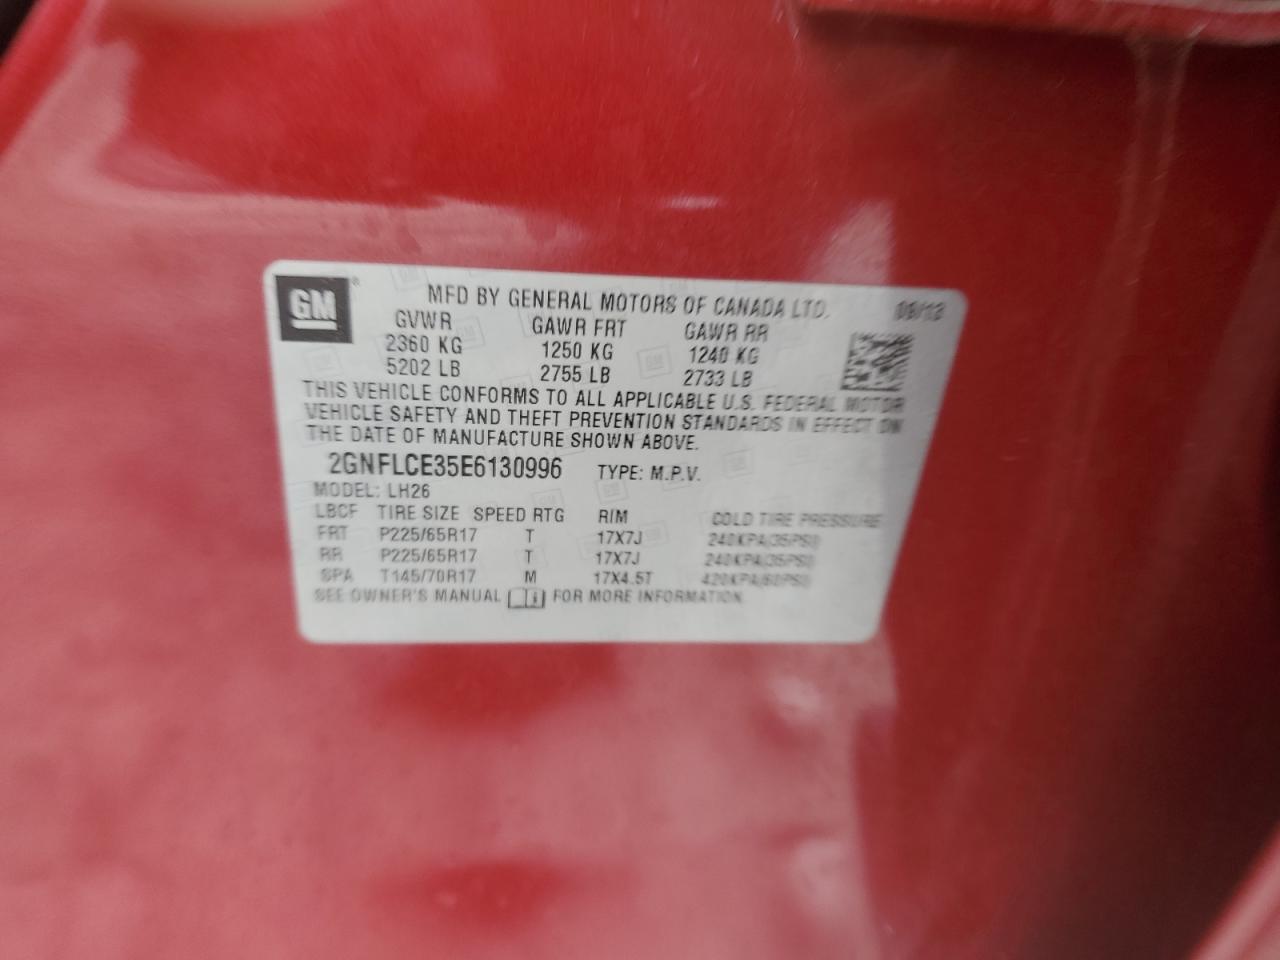 GM MFD BY GENERAL MOTORS OF CANADA LTD.
GVWR GAWR FRT GAWR RR
2360 KG 1250 KG 1240 KG
5202 LB 2755 LB 2733 LB
THIS VEHICLE CONFORMS TO ALL APPLICABLE U.S. FEDERAL MOTOR
VEHICLE SAFETY AND THEFT PREVENTION STANDARDS IN EFFECT ON
THE DATE OF MANUFACTURE SHOWN ABOVE.
2GNFLCE35E6130996 TYPE: M.P.V.
MODEL: LH26
LBCF TIRE SIZE SPEED RTG RIM COLD TIRE PRESSURE
FRT P225/65R17 T 17X7J 240KPA(35PSI)
RR P225/65R17 T 17X7J 240KPA(35PSI)
SPA T145/70R17 M 17X4.5T 420KPA(60PSI)
SEE OWNER'S MANUAL FOR MORE INFORMATION